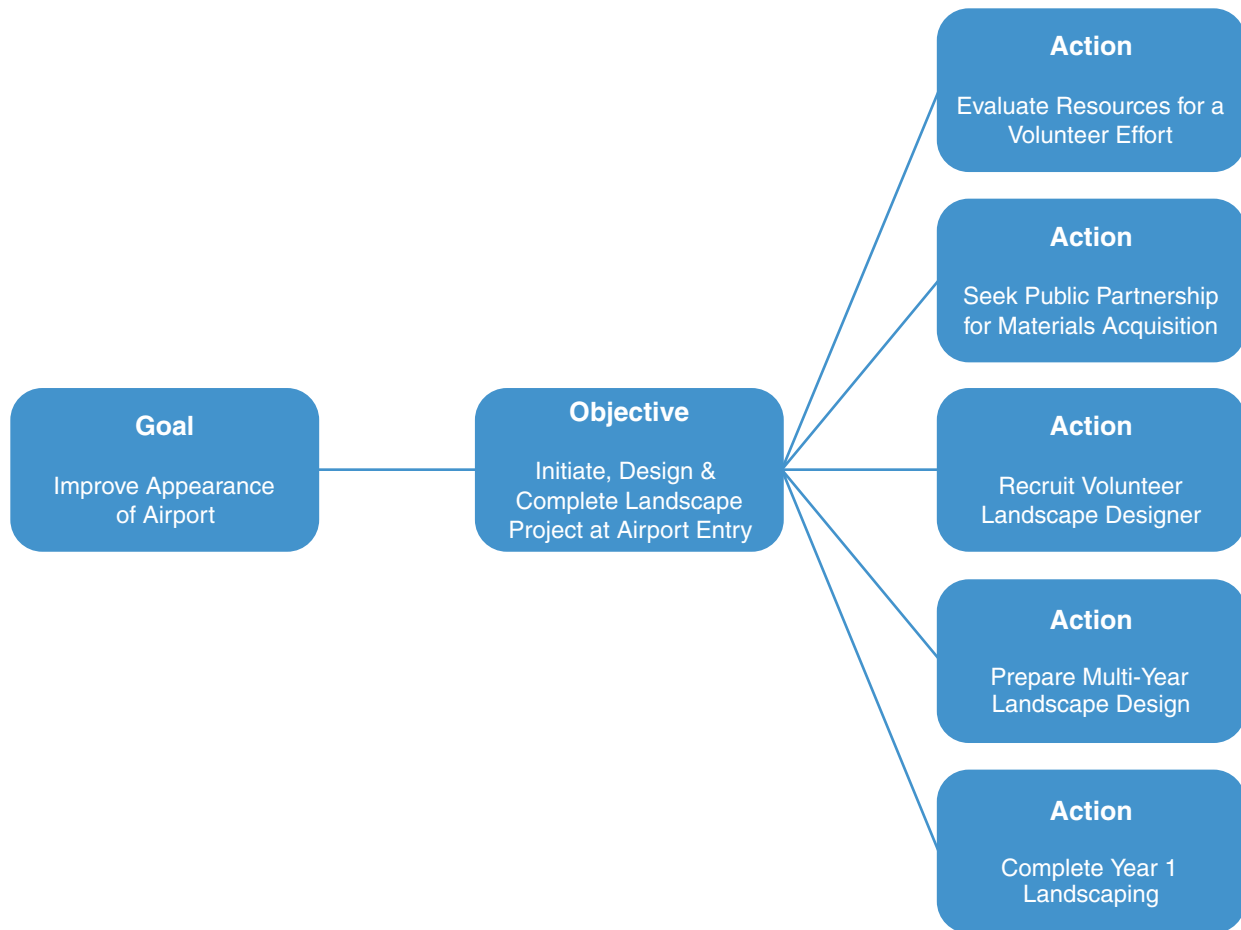 Goal
Improve Appearance
of Airport
Objective
Initiate, Design &
Complete Landscape
Project at Airport Entry
Action
Evaluate Resources for a
Volunteer Effort
Action
Seek Public Partnership
for Materials Acquisition
Action
Recruit Volunteer
Landscape Designer
Action
Prepare Multi-Year
Landscape Design
Action
Complete Year 1
Landscaping